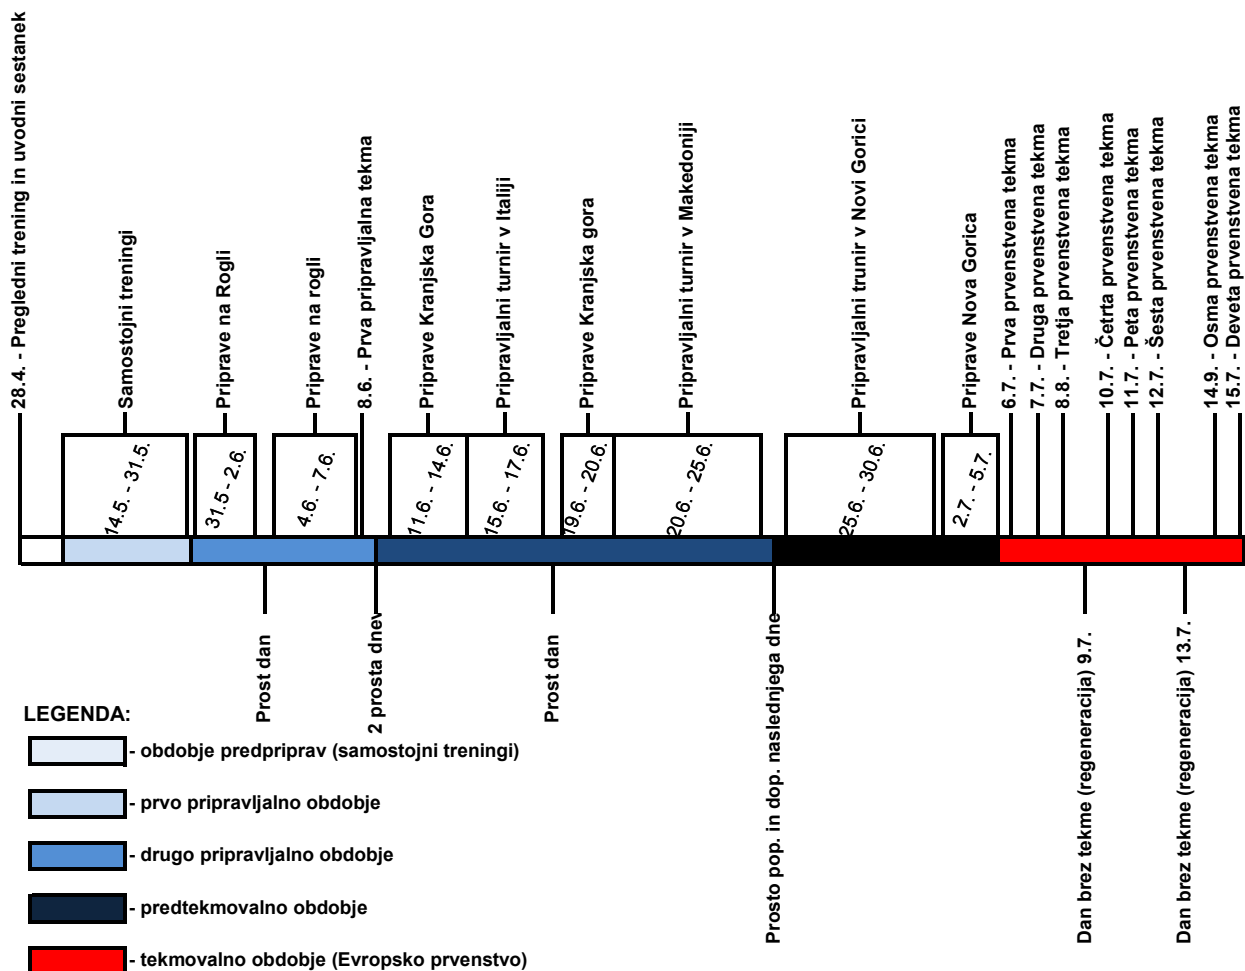 28.4. - Pregledni trening in uvodni sestanek
Samostojni treningi
Priprave na Rogli
Priprave na rogli
8.6. - Prva pripravljalna tekma
Priprave Kranjska Gora
Pripravljalni turnir v Italiji
Priprave Kranjska gora
Pripravljalni turnir v Makedoniji
Pripravljalni trunir v Novi Gorici
Priprave Nova Gorica
6.7. - Prva prvenstvena tekma
7.7. - Druga prvenstvena tekma
8.8. - Tretja prvenstvena tekma
10.7. - Četrta prvenstvena tekma
11.7. - Peta prvenstvena tekma
12.7. - Šesta prvenstvena tekma
14.9. - Osma prvenstvena tekma
15.7. - Deveta prvenstvena tekma
14.5. - 31.5.
31.5 - 2.6.
4.6. - 7.6.
11.6. - 14.6.
15.6. - 17.6.
19.6. - 20.6.
20.6. - 25.6.
25.6. - 30.6.
2.7. - 5.7.
Prost dan
2 prosta dnev
Prost dan
Prosto pop. in dop. naslednjega dne
Dan brez tekme (regeneracija) 9.7.
Dan brez tekme (regeneracija) 13.7.
LEGENDA:
- obdobje predpriprav (samostojni treningi)
- prvo pripravljalno obdobje
- drugo pripravljalno obdobje
- predtekmovalno obdobje
- tekmovalno obdobje (Evropsko prvenstvo)